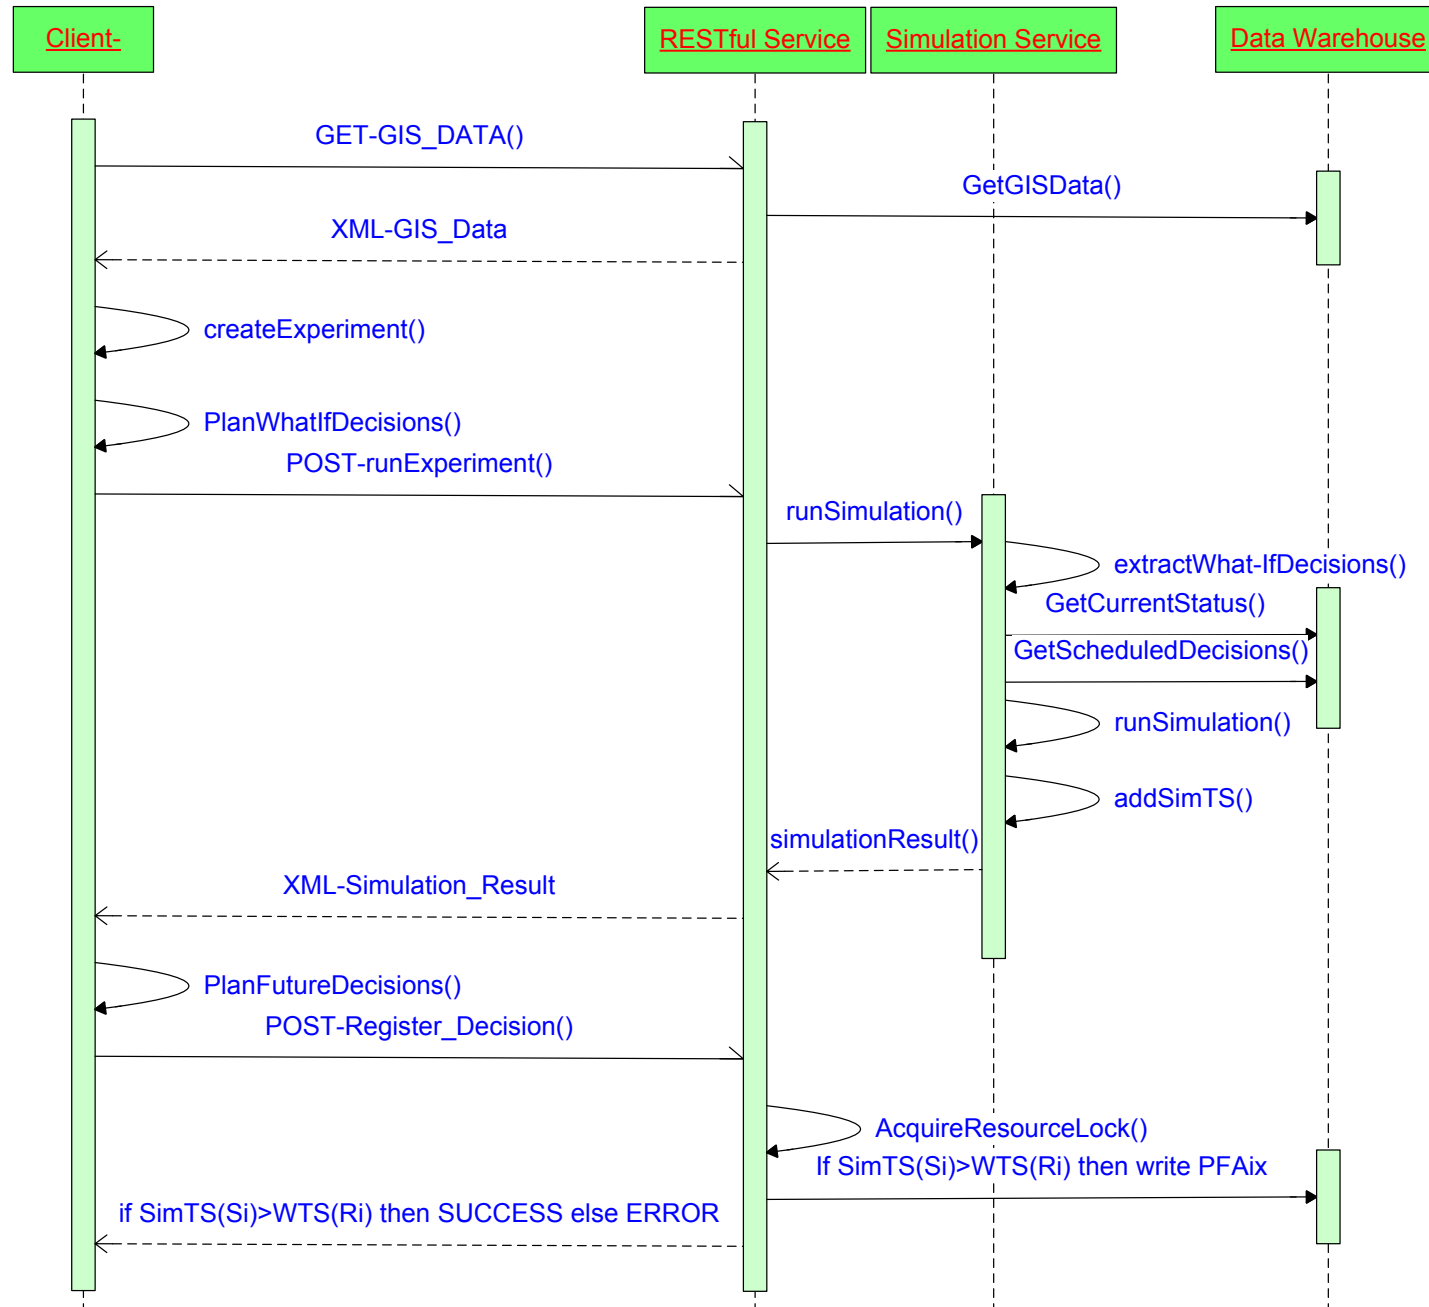 Client-
RESTful Service
Simulation Service
Data Warehouse
GET-GIS_DATA()
GetGISData()
XML-GIS_Data
createExperiment()
PlanWhatIfDecisions()
POST-runExperiment()
runSimulation()
extractWhat-IfDecisions()
GetCurrentStatus()
GetScheduledDecisions()
runSimulation()
addSimTS()
simulationResult()
XML-Simulation_Result
PlanFutureDecisions()
POST-Register_Decision()
AcquireResourceLock()
If SimTS(Si)>WTS(Ri) then write PFAix
if SimTS(Si)>WTS(Ri) then SUCCESS else ERROR